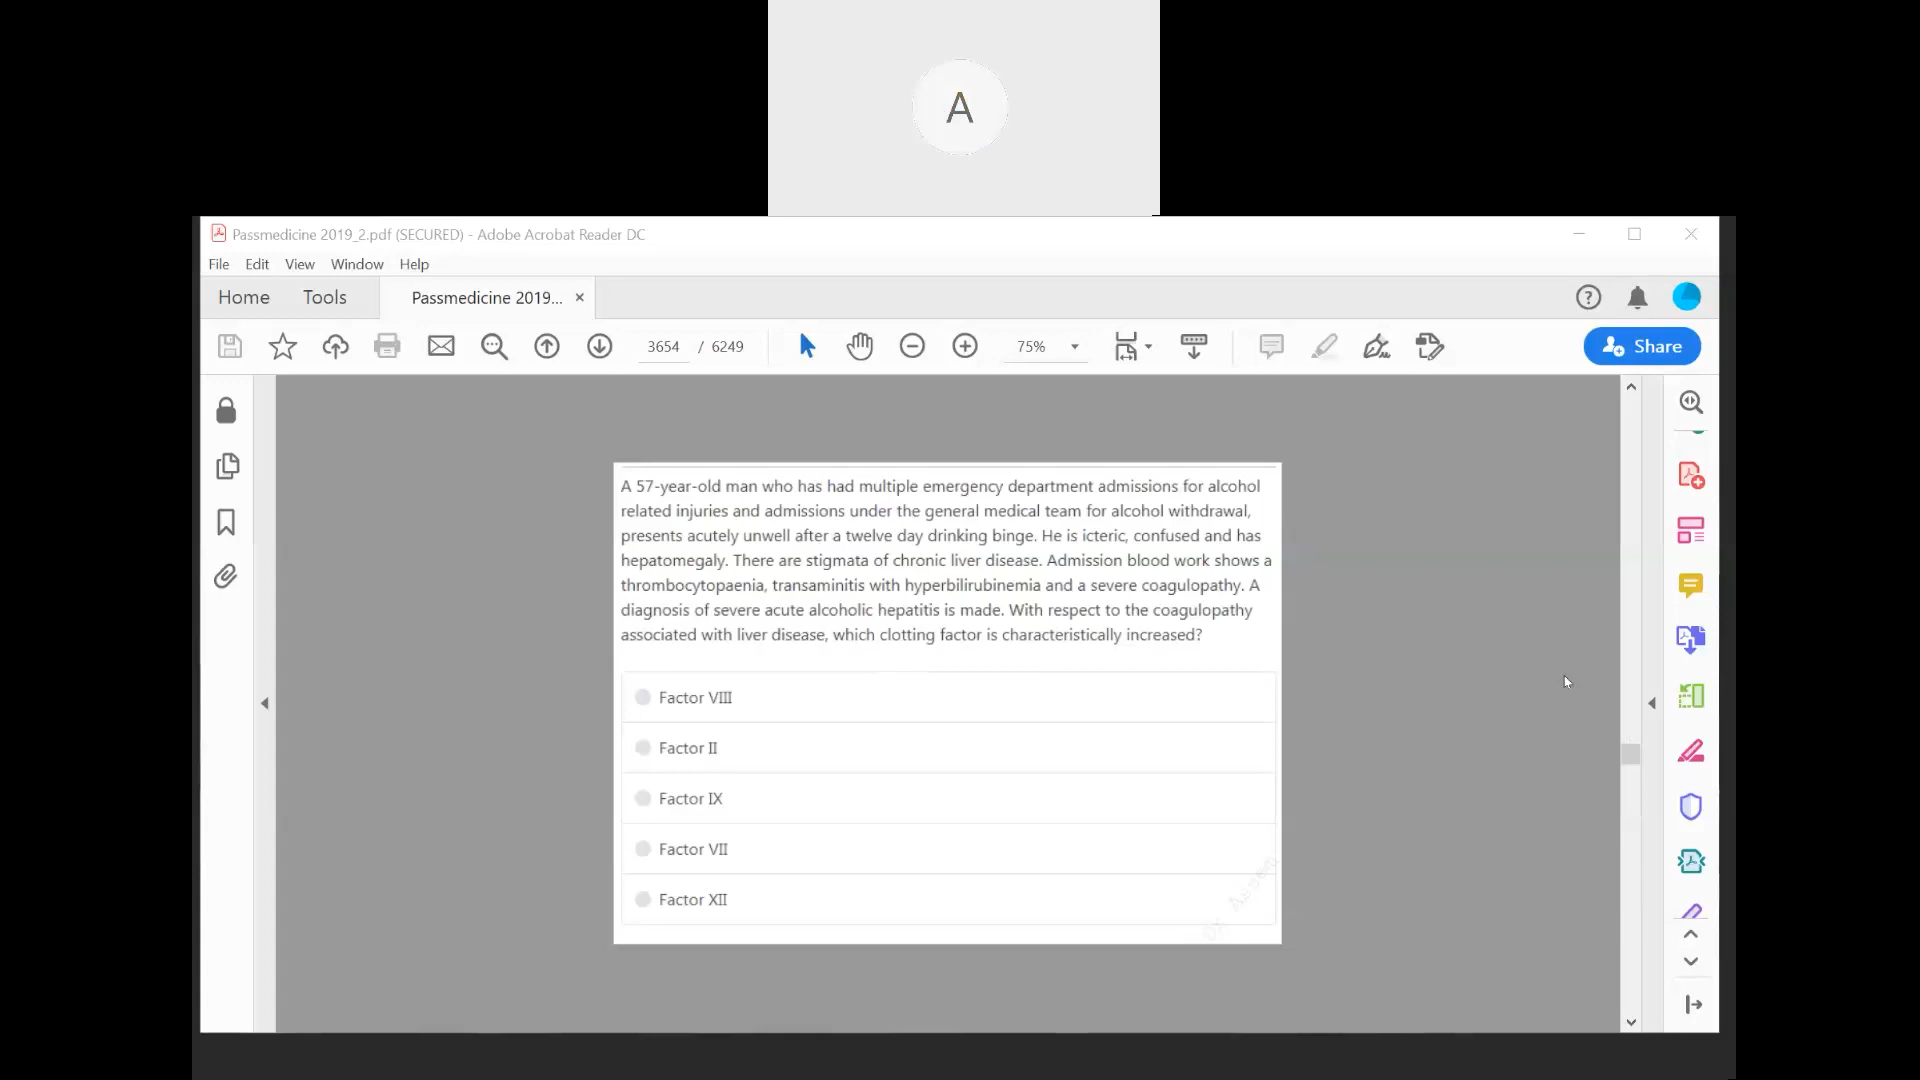 A
Passmedicine 2019_2.pdf (SECURED) - Adobe Acrobat Reader DC
File Edit View Window Help
Home Tools Passmedicine 2019... ×
3654 / 6249 75% Share
A 57-year-old man who has had multiple emergency department admissions for alcohol
related injuries and admissions under the general medical team for alcohol withdrawal,
presents acutely unwell after a twelve day drinking binge. He is icteric, confused and has
hepatomegaly. There are stigmata of chronic liver disease. Admission blood work shows a
thrombocytopaenia, transaminitis with hyperbilirubinemia and a severe coagulopathy. A
diagnosis of severe acute alcoholic hepatitis is made. With respect to the coagulopathy
associated with liver disease, which clotting factor is characteristically increased?
Factor VIII
Factor II
Factor IX
Factor VII
Factor XII